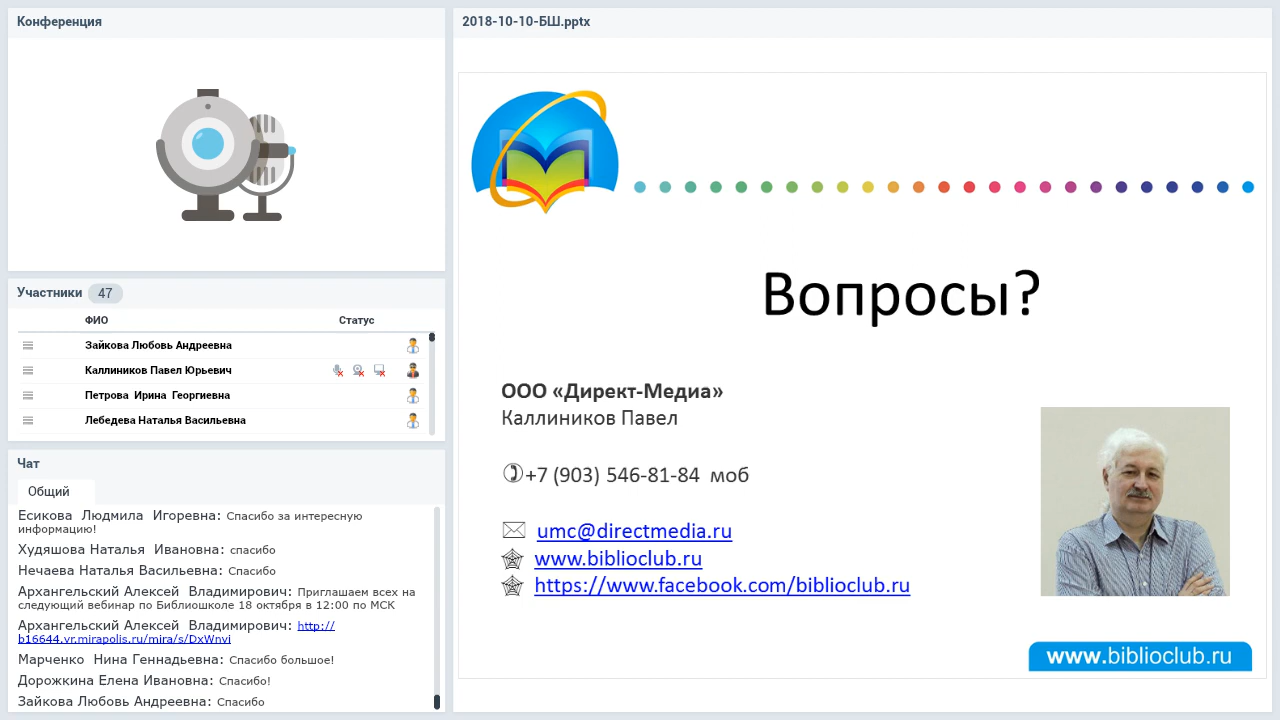 Конференция
Участники 47
ФИО Статус
Зайкова Любовь Андреевна
Каллиников Павел Юрьевич
Петрова Ирина Георгиевна
Лебедева Наталья Васильевна
Чат
Общий
Есикова Людмила Игоревна: Спасибо за интересную
информацию!
Худяшова Наталья Ивановна: спасибо
Нечаева Наталья Васильевна: Спасибо
Архангельский Алексей Владимирович: Приглашаем всех на
следующий вебинар по Библиошколе 18 октября в 12:00 по МСК
Архангельский Алексей Владимирович: http://
b16644.vr.mirapolis.ru/mira/s/DxWnvi
Марченко Нина Геннадьевна: Спасибо большое!
Дорожкина Елена Ивановна: Спасибо!
Зайкова Любовь Андреевна: Спасибо
2018-10-10-БШ.pptx
Вопросы?
ООО «Директ-Медиа»
Каллиников Павел
+7 (903) 546-81-84 моб
umc@directmedia.ru
www.biblioclub.ru
https://www.facebook.com/biblioclub.ru
www.biblioclub.ru